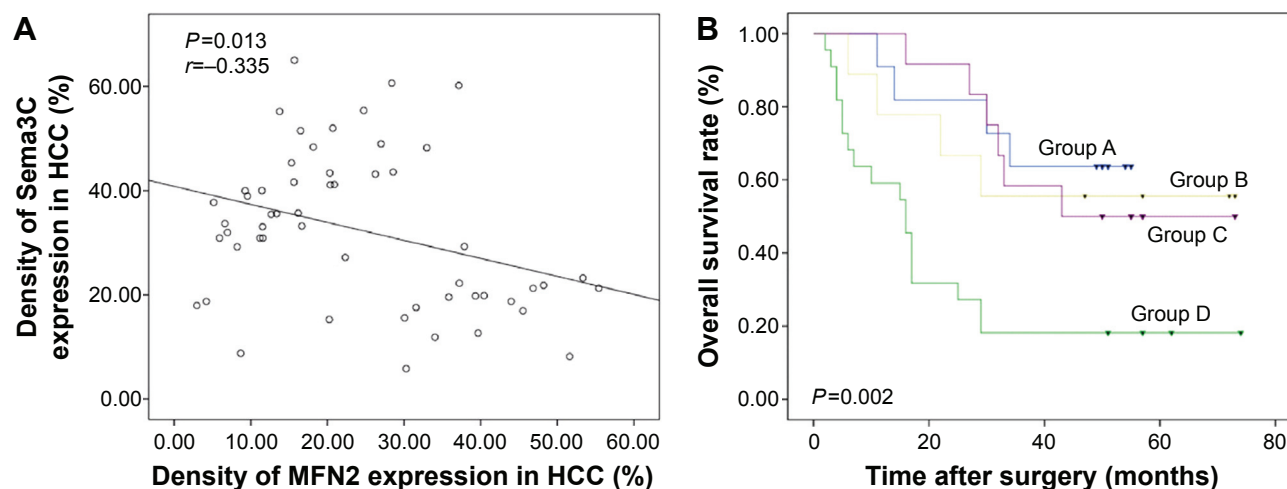 A
P=0.013
r=–0.335
Density of Sema3C
expression in HCC (%)
60.00
40.00
20.00
0.00
0.00 10.00 20.00 30.00 40.00 50.00 60.00
Density of MFN2 expression in HCC (%)
B
Overall survival rate (%)
1.00
0.80
0.60
0.40
0.20
0.00
Group A
Group B
Group C
Group D
P=0.002
0 20 40 60 80
Time after surgery (months)